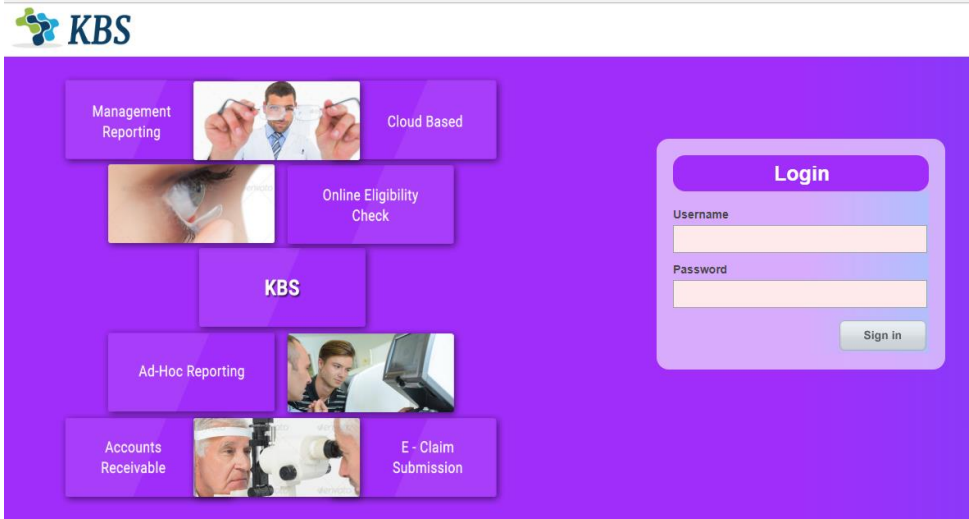 KBS
Management
Reporting
Cloud Based
Online Eligibility
Check
KBS
Ad-Hoc Reporting
Accounts
Receivable
E - Claim
Submission
Login
Username
Password
Sign in